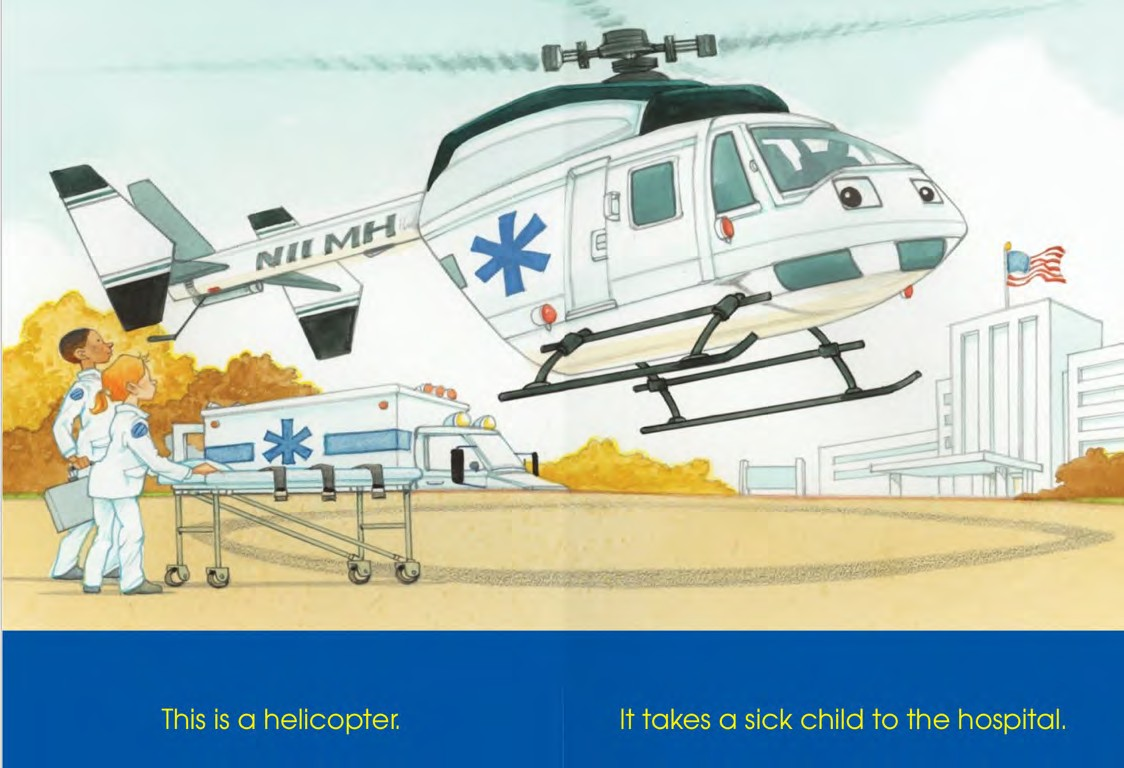 N11MH
This is a helicopter.
It takes a sick child to the hospital.